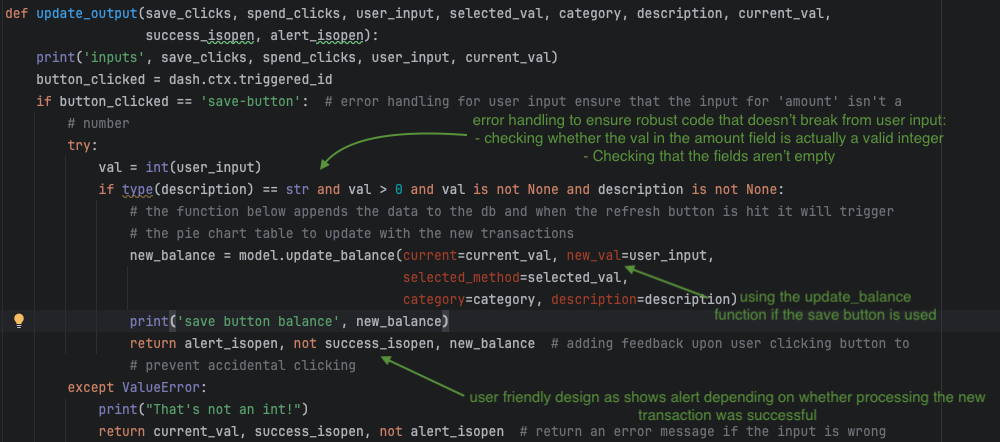 def update_output(save_clicks, spend_clicks, user_input, selected_val, category, description, current_val,
success_isopen, alert_isopen):
print('inputs', save_clicks, spend_clicks, user_input, current_val)
button_clicked = dash.ctx.triggered_id
if button_clicked == 'save-button':  # error handling for user input ensure that the input for 'amount' isn't a
# number
error handling to ensure robust code that doesn't break from user input:
- checking whether the val in the amount field is actually a valid integer
- Checking that the fields aren't empty
try:
val = int(user_input)
if type(description) == str and val > 0 and val is not None and description is not None:
# the function below appends the data to the db and when the refresh button is hit it will trigger
# the pie chart table to update with the new transactions
new_balance = model.update_balance(current=current_val, new_val=user_input,
selected_method=selected_val,
category=category, description=description)
using the update_balance
function if the save button is used
print('save button balance', new_balance)
return alert_isopen, not success_isopen, new_balance  # adding feedback upon user clicking button to
# prevent accidental clicking
except ValueError:
user friendly design as shows alert depending on whether processing the new
transaction was successful
print("That's not an int!")
return current_val, success_isopen, not alert_isopen  # return an error message if the input is wrong